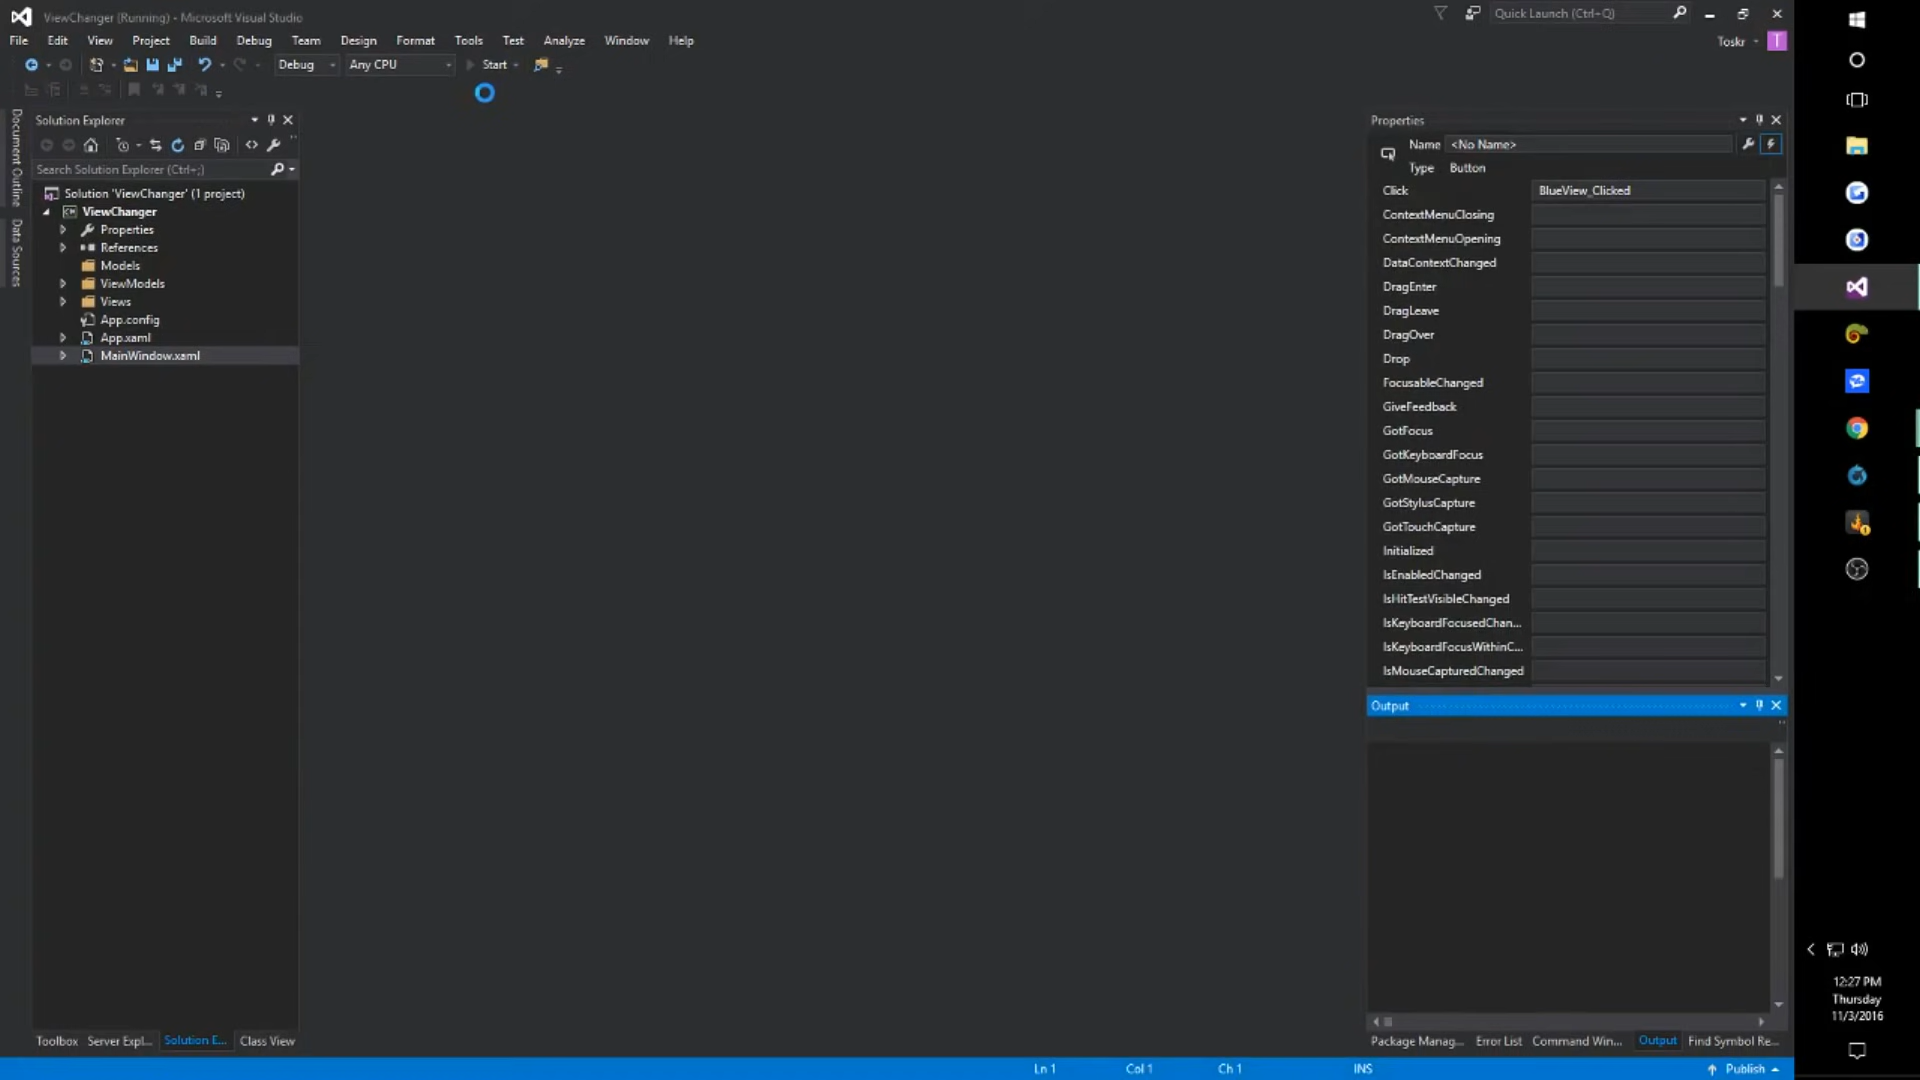 ViewChanger (Running) - Microsoft Visual Studio
Quick Launch (Ctrl+Q)
File Edit View Project Build Debug Team Format Tools Test Analyze Window Help
Design
Toskr T
Debug Any CPU Start
Document Outline
Data Sources
Solution Explorer
Search Solution Explorer (Ctrl+;)
Solution 'ViewChanger' (1 project)
ViewChanger
Properties
References
Models
ViewModels
Views
App.config
App.xaml
MainWindow.xaml
Toolbox Server Expl... Solution E... Class View
Properties
Name <No Name>
Type Button
Click BlueView_Clicked
ContextMenuClosing
ContextMenuOpening
DataContextChanged
DragEnter
DragLeave
DragOver
Drop
FocusableChanged
GiveFeedback
GotFocus
GotKeyboardFocus
GotMouseCapture
GotStylusCapture
GotTouchCapture
Initialized
IsEnabledChanged
IsHitTestVisibleChanged
IsKeyboardFocusedChan...
IsKeyboardFocusWithinC...
IsMouseCapturedChanged
Output
Package Manag... Error List Command Win... Output Find Symbol Re...
Ln 1 Col 1 Ch 1 INS Publish
12:27 PM
Thursday
11/3/2016